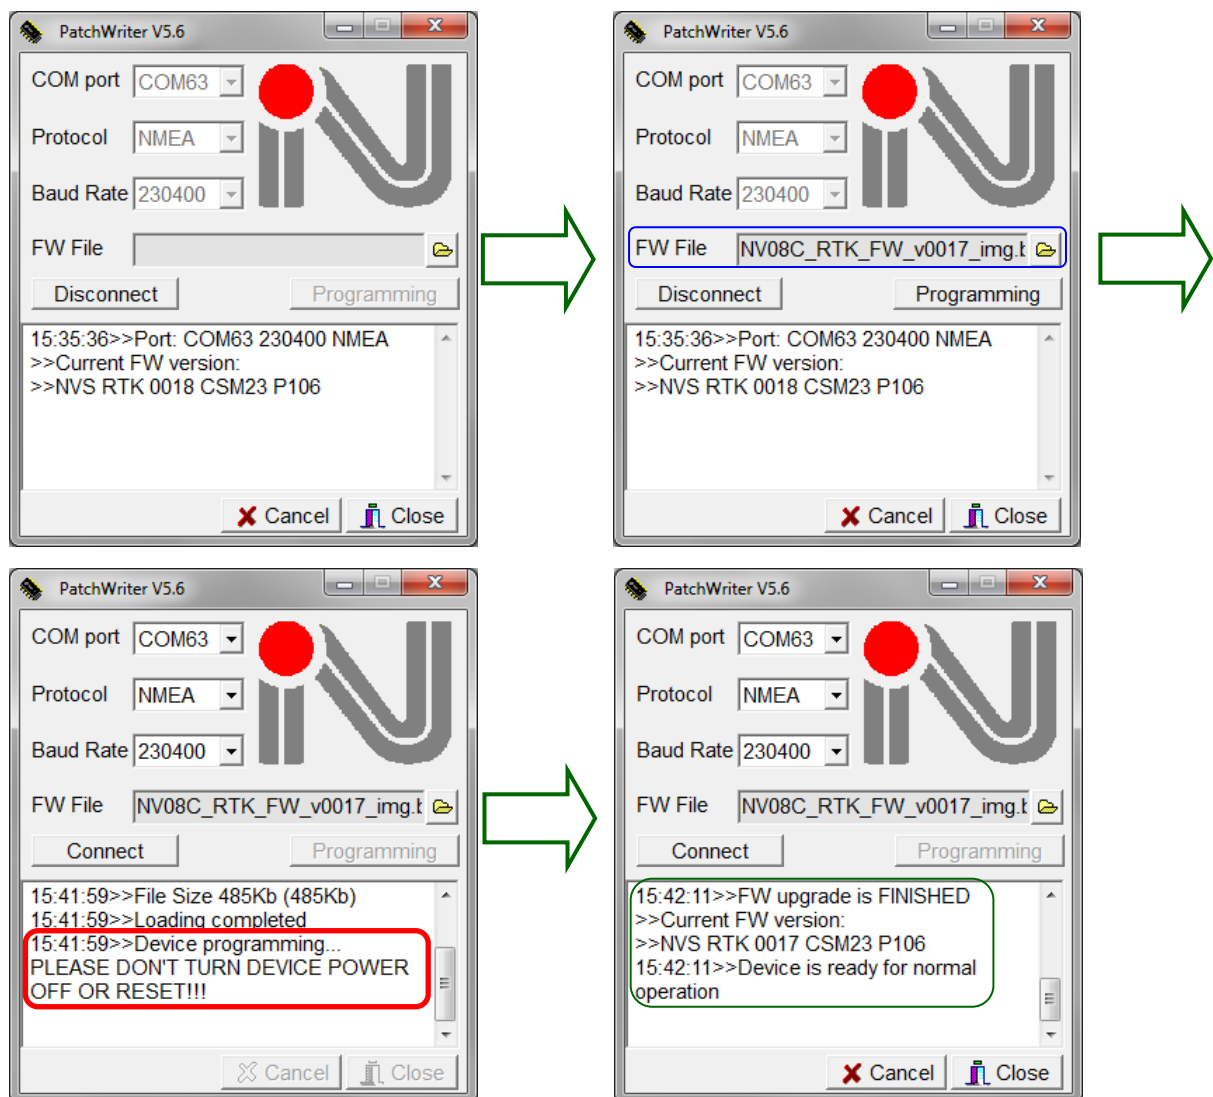 PatchWriter V5.6
COM port COM63
Protocol NMEA
Baud Rate 230400
FW File
Disconnect Programming
15:35:36>>Port: COM63 230400 NMEA
>>Current FW version:
>>NVS RTK 0018 CSM23 P106
Cancel Close
PatchWriter V5.6
COM port COM63
Protocol NMEA
Baud Rate 230400
FW File NV08C_RTK_FW_v0017_img.b
Disconnect Programming
15:35:36>>Port: COM63 230400 NMEA
>>Current FW version:
>>NVS RTK 0018 CSM23 P106
Cancel Close
PatchWriter V5.6
COM port COM63
Protocol NMEA
Baud Rate 230400
FW File NV08C_RTK_FW_v0017_img.b
Connect Programming
15:41:59>>File Size 485Kb (485Kb)
15:41:59>>Loading completed
15:41:59>>Device programming...
PLEASE DON'T TURN DEVICE POWER
OFF OR RESET!!!
Cancel Close
PatchWriter V5.6
COM port COM63
Protocol NMEA
Baud Rate 230400
FW File NV08C_RTK_FW_v0017_img.b
Connect Programming
15:42:11>>FW upgrade is FINISHED
>>Current FW version:
>>NVS RTK 0017 CSM23 P106
15:42:11>>Device is ready for normal
operation
Cancel Close